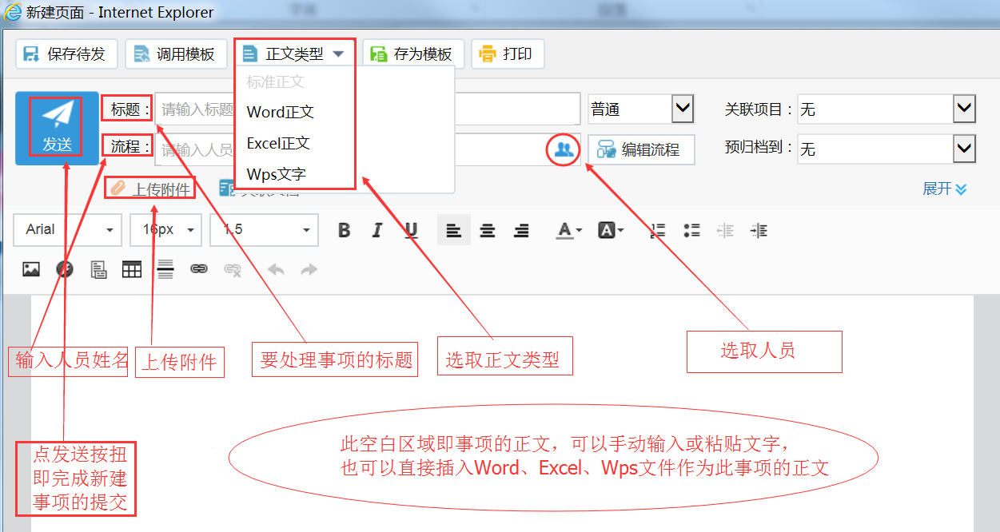 新建页面 - Internet Explorer
保存待发
调用模板
正文类型
存为模板
打印
标准正文
Word正文
Excel正文
Wps文字
发送
标题：
请输入标题
普通
关联项目：
无
流程：
请输入人员
编辑流程
预归档到：
无
上传附件
展开
Arial
16px
1.5
B
I
U
A
A
输入人员姓名
上传附件
要处理事项的标题
选取正文类型
选取人员
此空白区域即事项的正文，可以手动输入或粘贴文字，
也可以直接插入Word、Excel、Wps文件作为此事项的正文
点发送按扭
即完成新建
事项的提交